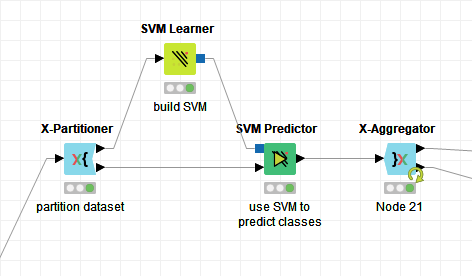 SVM Learner
build SVM
X-Partitioner
X{
partition dataset
SVM Predictor
use SVM to
predict classes
X-Aggregator
}X
Node 21